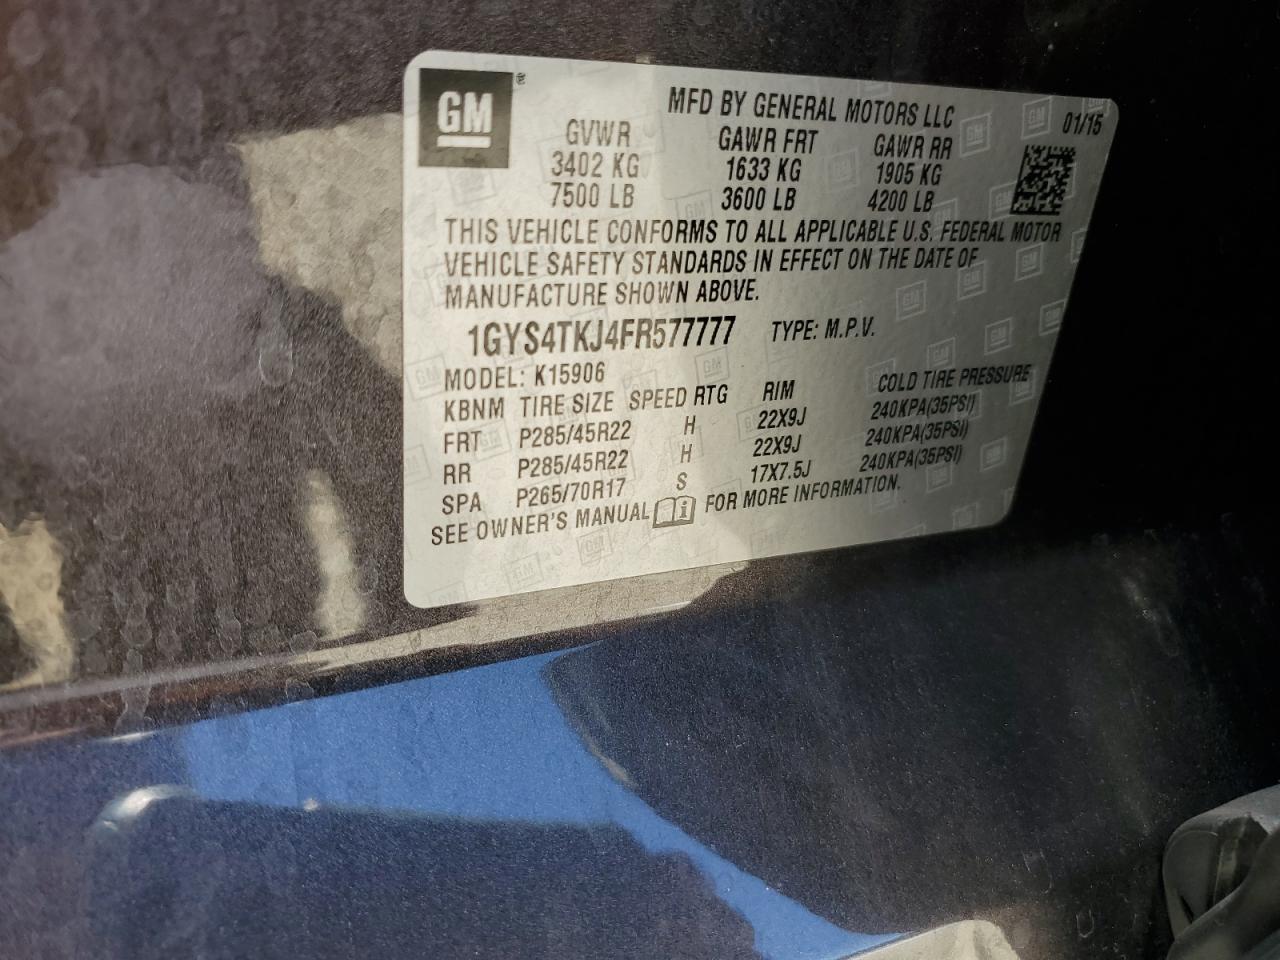 GM®
MFD BY GENERAL MOTORS LLC 01/15
GVWR GAWR FRT GAWR RR
3402 KG 1633 KG 1905 KG
7500 LB 3600 LB 4200 LB
THIS VEHICLE CONFORMS TO ALL APPLICABLE U.S. FEDERAL MOTOR
VEHICLE SAFETY STANDARDS IN EFFECT ON THE DATE OF
MANUFACTURE SHOWN ABOVE.
1GYS4TKJ4FR577777 TYPE: M.P.V.
MODEL: K15906
KBNM TIRE SIZE SPEED RTG RIM COLD TIRE PRESSURE
FRT P285/45R22 H 22X9J 240KPA(35PSI)
RR P285/45R22 H 22X9J 240KPA(35PSI)
SPA P265/70R17 S 17X7.5J 240KPA(35PSI)
SEE OWNER'S MANUAL FOR MORE INFORMATION.